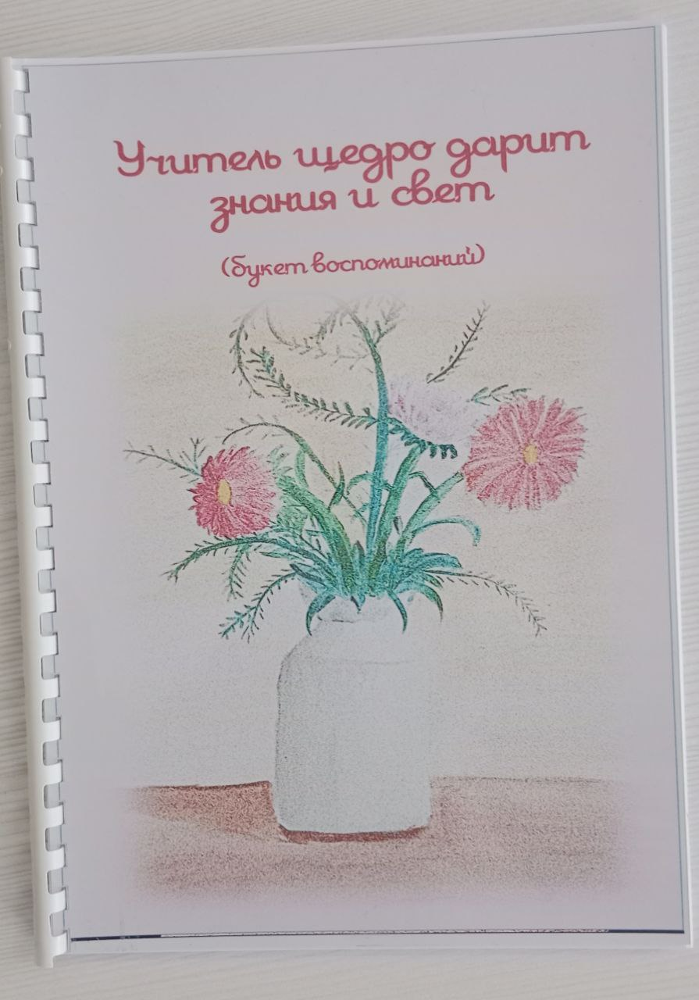 Учитель щедро дарит
знания и свет
(букет воспоминаний)